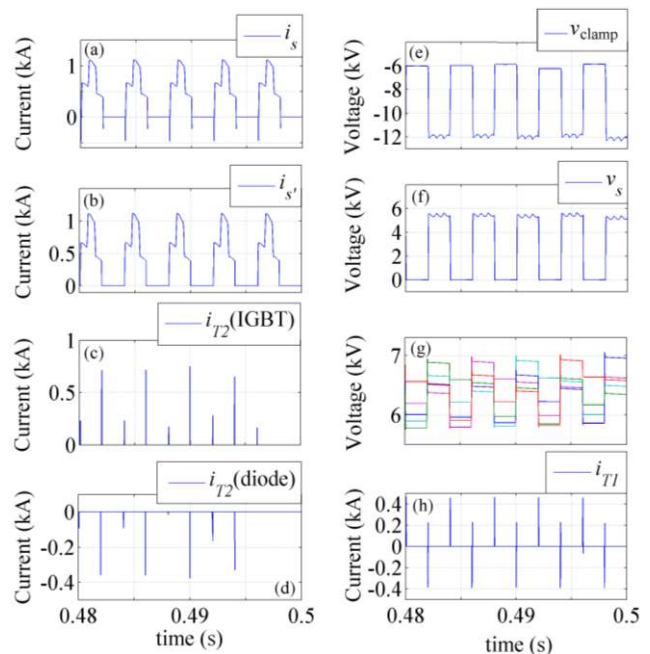 (a)
i_s
Current (kA)
1
0
(b)
i_s'
Current (kA)
1
0.5
0
(c)
i_T2(IGBT)
Current (kA)
1
0.5
0
i_T2(diode)
Current (kA)
0
-0.2
-0.4
(d)
0.48
0.49
0.5
time (s)
(e)
v_clamp
Voltage (kV)
-6
-8
-10
-12
(f)
v_s
Voltage (kV)
6
4
2
0
(g)
Voltage (kV)
7
6
(h)
i_T1
Current (kA)
0.4
0.2
0
-0.2
-0.4
0.48
0.49
0.5
time (s)